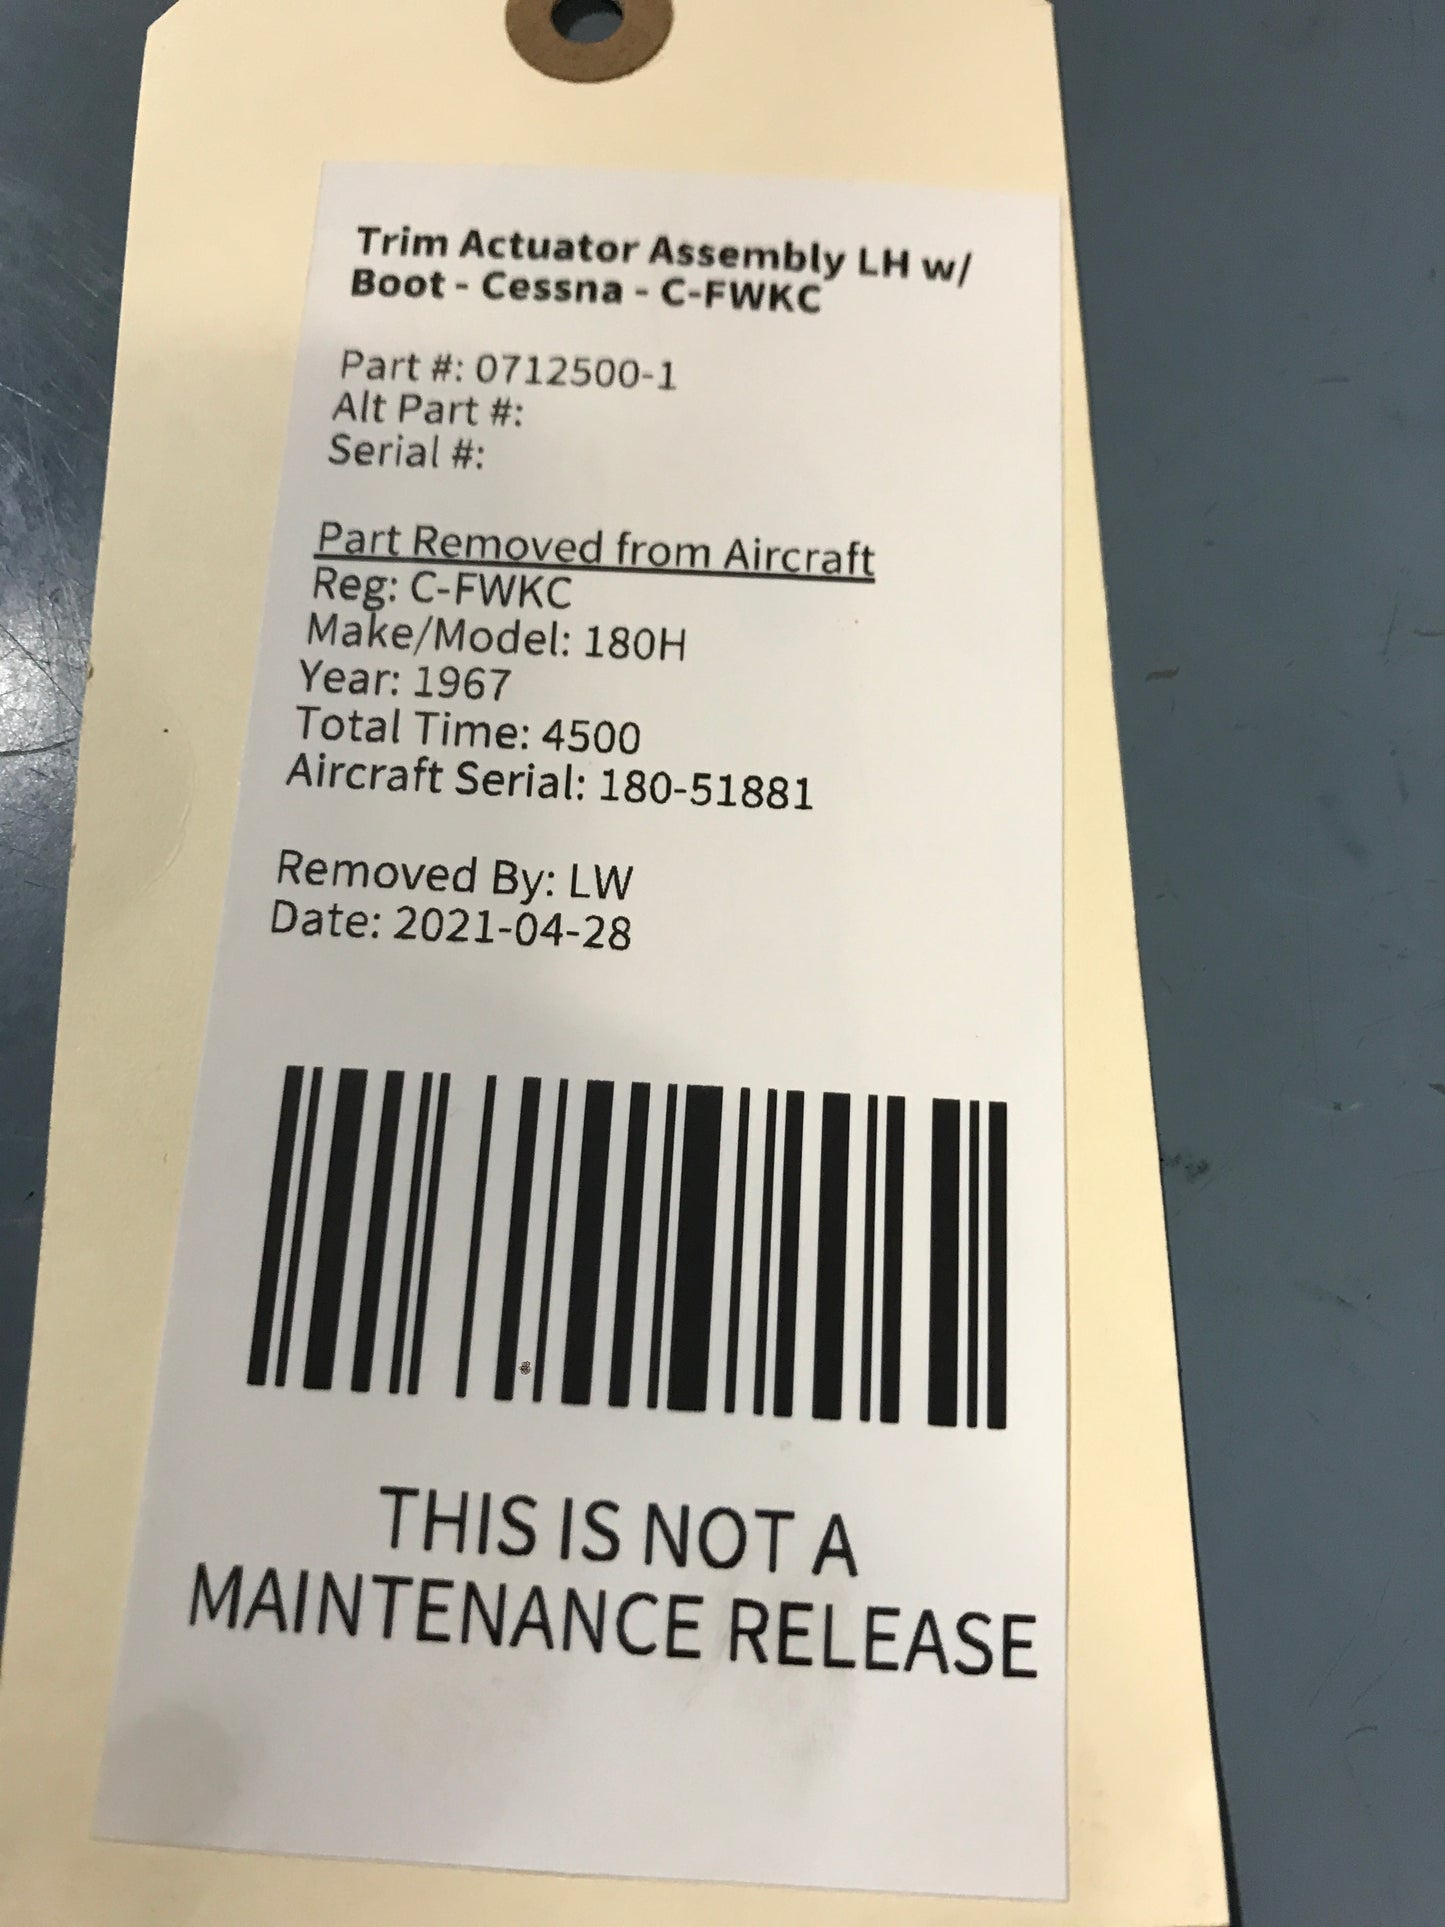 Trim Actuator Assembly LH w/
Boot - Cessna - C-FWKC
Part #: 0712500-1
Alt Part #:
Serial #:
Part Removed from Aircraft
Reg: C-FWKC
Make/Model: 180H
Year: 1967
Total Time: 4500
Aircraft Serial: 180-51881
Removed By: LW
Date: 2021-04-28
THIS IS NOT A
MAINTENANCE RELEASE